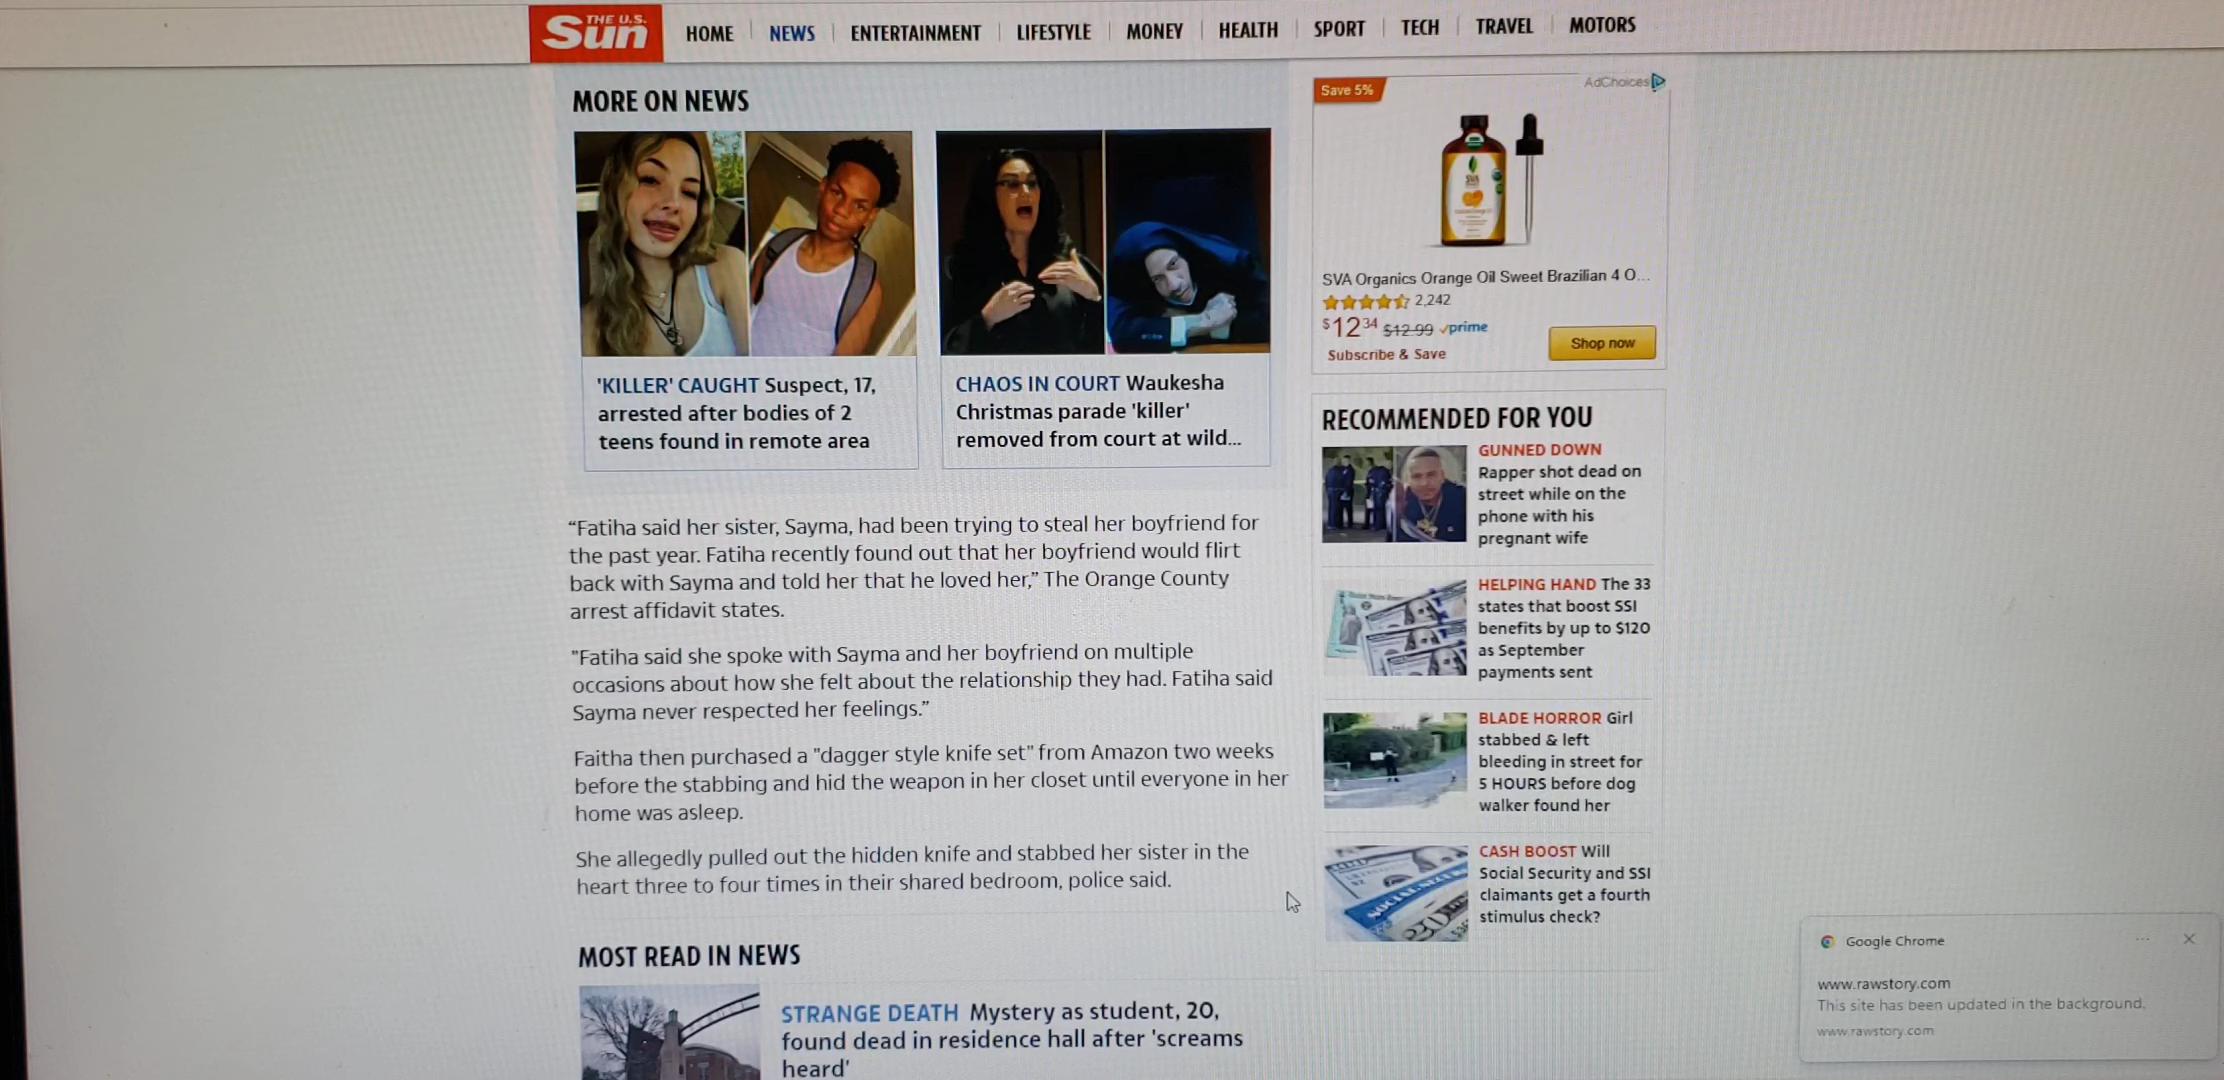 THE U.S.
Sun
HOME
NEWS
ENTERTAINMENT
LIFESTYLE
MONEY
HEALTH
SPORT
TECH
TRAVEL
MOTORS
MORE ON NEWS
'KILLER' CAUGHT Suspect, 17,
arrested after bodies of 2
teens found in remote area
CHAOS IN COURT Waukesha
Christmas parade 'killer'
removed from court at wild...
“Fatiha said her sister, Sayma, had been trying to steal her boyfriend for
the past year. Fatiha recently found out that her boyfriend would flirt
back with Sayma and told her that he loved her,” The Orange County
arrest affidavit states.
"Fatiha said she spoke with Sayma and her boyfriend on multiple
occasions about how she felt about the relationship they had. Fatiha said
Sayma never respected her feelings.”
Faitha then purchased a "dagger style knife set" from Amazon two weeks
before the stabbing and hid the weapon in her closet until everyone in her
home was asleep.
She allegedly pulled out the hidden knife and stabbed her sister in the
heart three to four times in their shared bedroom, police said.
MOST READ IN NEWS
STRANGE DEATH Mystery as student, 20,
found dead in residence hall after 'screams
heard'
Save 5%
AdChoices
SVA
SVA Organics Orange Oil Sweet Brazilian 4 O...
2,242
$12 34 $12.99 prime
Subscribe & Save
Shop now
RECOMMENDED FOR YOU
GUNNED DOWN
Rapper shot dead on
street while on the
phone with his
pregnant wife
HELPING HAND The 33
states that boost SSI
benefits by up to $120
as September
payments sent
BLADE HORROR Girl
stabbed & left
bleeding in street for
5 HOURS before dog
walker found her
CASH BOOST Will
Social Security and SSI
claimants get a fourth
stimulus check?
SOCIAL
Google Chrome
www.rawstory.com
This site has been updated in the background.
www.rawstory.com